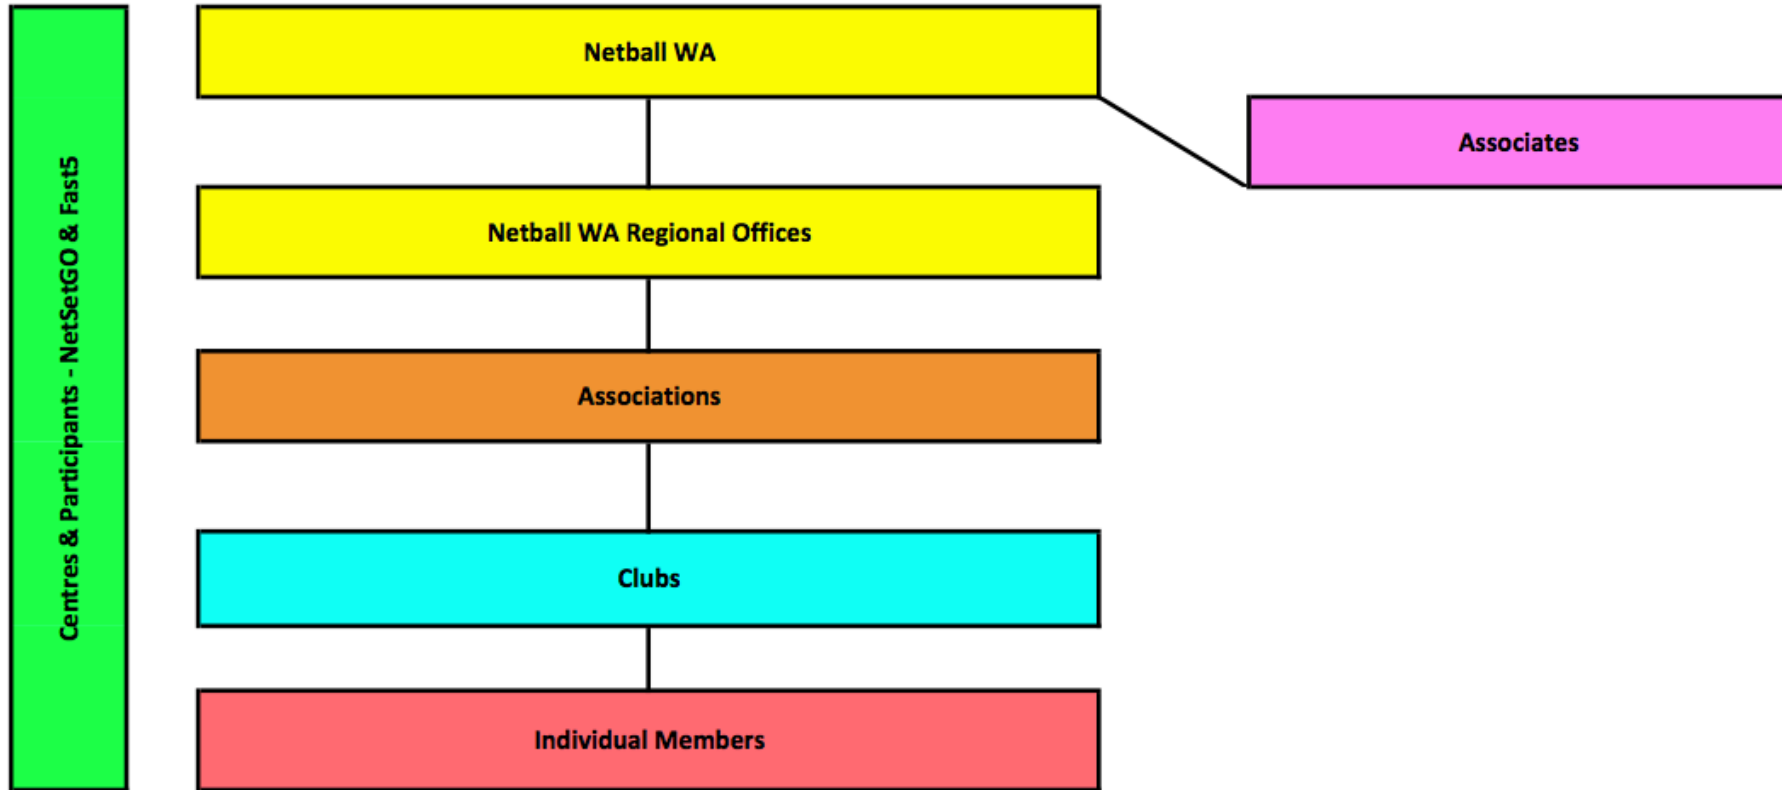 Centres & Participants - NetSetGO & Fast5
Netball WA
Associates
Netball WA Regional Offices
Associations
Clubs
Individual Members